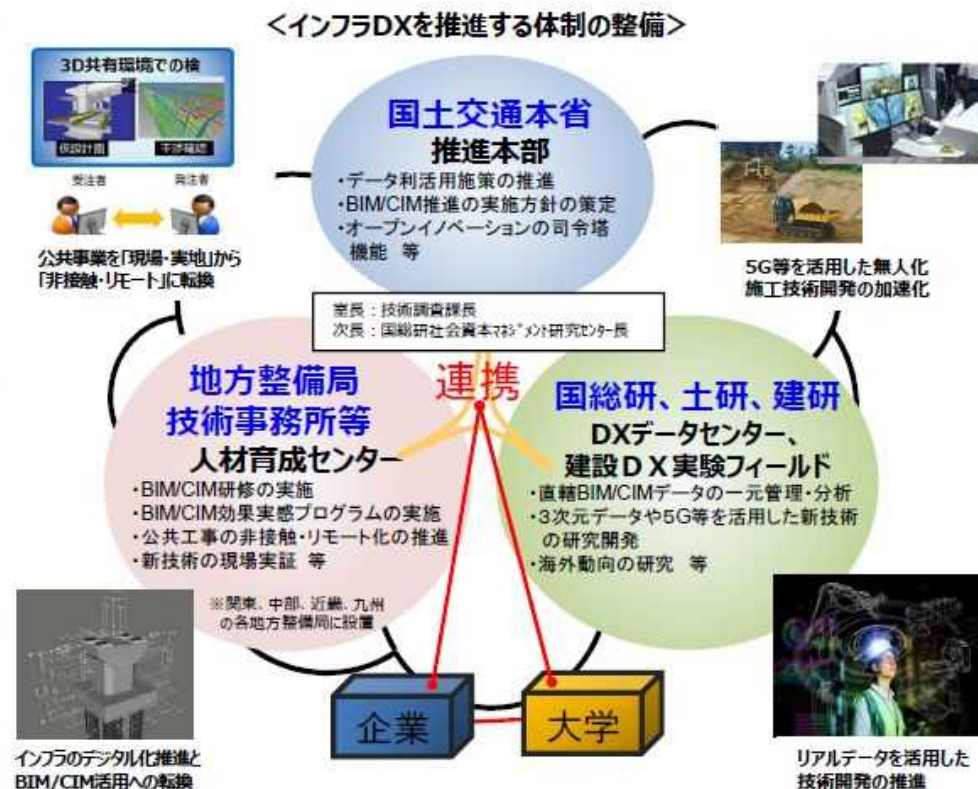 ＜インフラDXを推進する体制の整備＞
3D共有環境での検
仮設計画
干渉確認
受注者
発注者
公共事業を「現場・実地」から
「非接触・リモート」に転換
国土交通本省
推進本部
・データ利活用施策の推進
・BIM/CIM推進の実施方針の策定
・オープンイノベーションの司令塔
機能 等
5G等を活用した無人化
施工技術開発の加速化
室長：技術調査課長
次長：国総研社会資本ﾏﾈｼﾞﾒﾝﾄ研究ｾﾝﾀｰ長
連携
地方整備局
技術事務所等
人材育成センター
・BIM/CIM研修の実施
・BIM/CIM効果実感プログラムの実施
・公共工事の非接触・リモート化の推進
・新技術の現場実証 等
※関東、中部、近畿、九州
の各地方整備局に設置
国総研、土研、建研
DXデータセンター、
建設ＤＸ実験フィールド
・直轄BIM/CIMデータの一元管理・分析
・3次元データや5G等を活用した新技術
の研究開発
・海外動向の研究 等
企業
大学
インフラのデジタル化推進と
BIM/CIM活用への転換
リアルデータを活用した
技術開発の推進